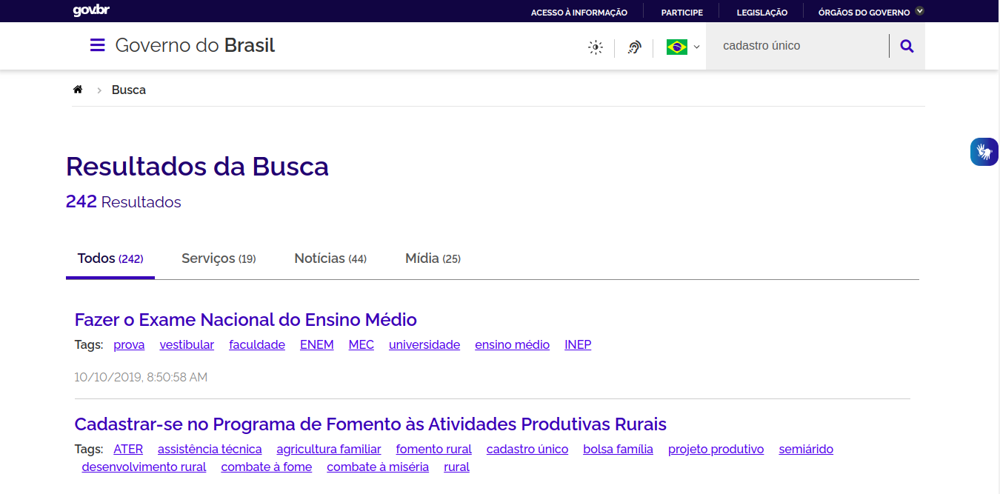 gov.br
ACESSO À INFORMAÇÃO PARTICIPE LEGISLAÇÃO ÓRGÃOS DO GOVERNO
Governo do Brasil
cadastro único
Busca
Resultados da Busca
242 Resultados
Todos (242) Serviços (19) Notícias (44) Mídia (25)
Fazer o Exame Nacional do Ensino Médio
Tags: prova vestibular faculdade ENEM MEC universidade ensino médio INEP
10/10/2019, 8:50:58 AM
Cadastrar-se no Programa de Fomento às Atividades Produtivas Rurais
Tags: ATER assistência técnica agricultura familiar fomento rural cadastro único bolsa família projeto produtivo semiárido
desenvolvimento rural combate à fome combate à miséria rural